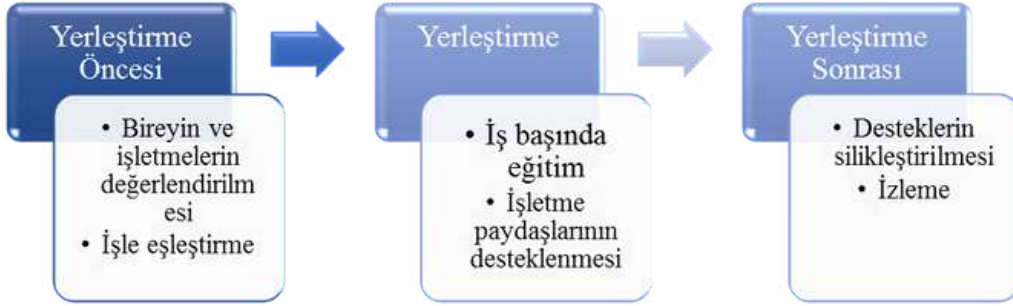 Yerleştirme
Öncesi
• Bireyin ve
işletmelerin
değerlendirilm
esi
• İşle eşleştirme
Yerleştirme
• İş başında
eğitim
• İşletme
paydaşlarının
desteklenmesi
Yerleştirme
Sonrası
• Desteklerin
silikleştirilmesi
• İzleme